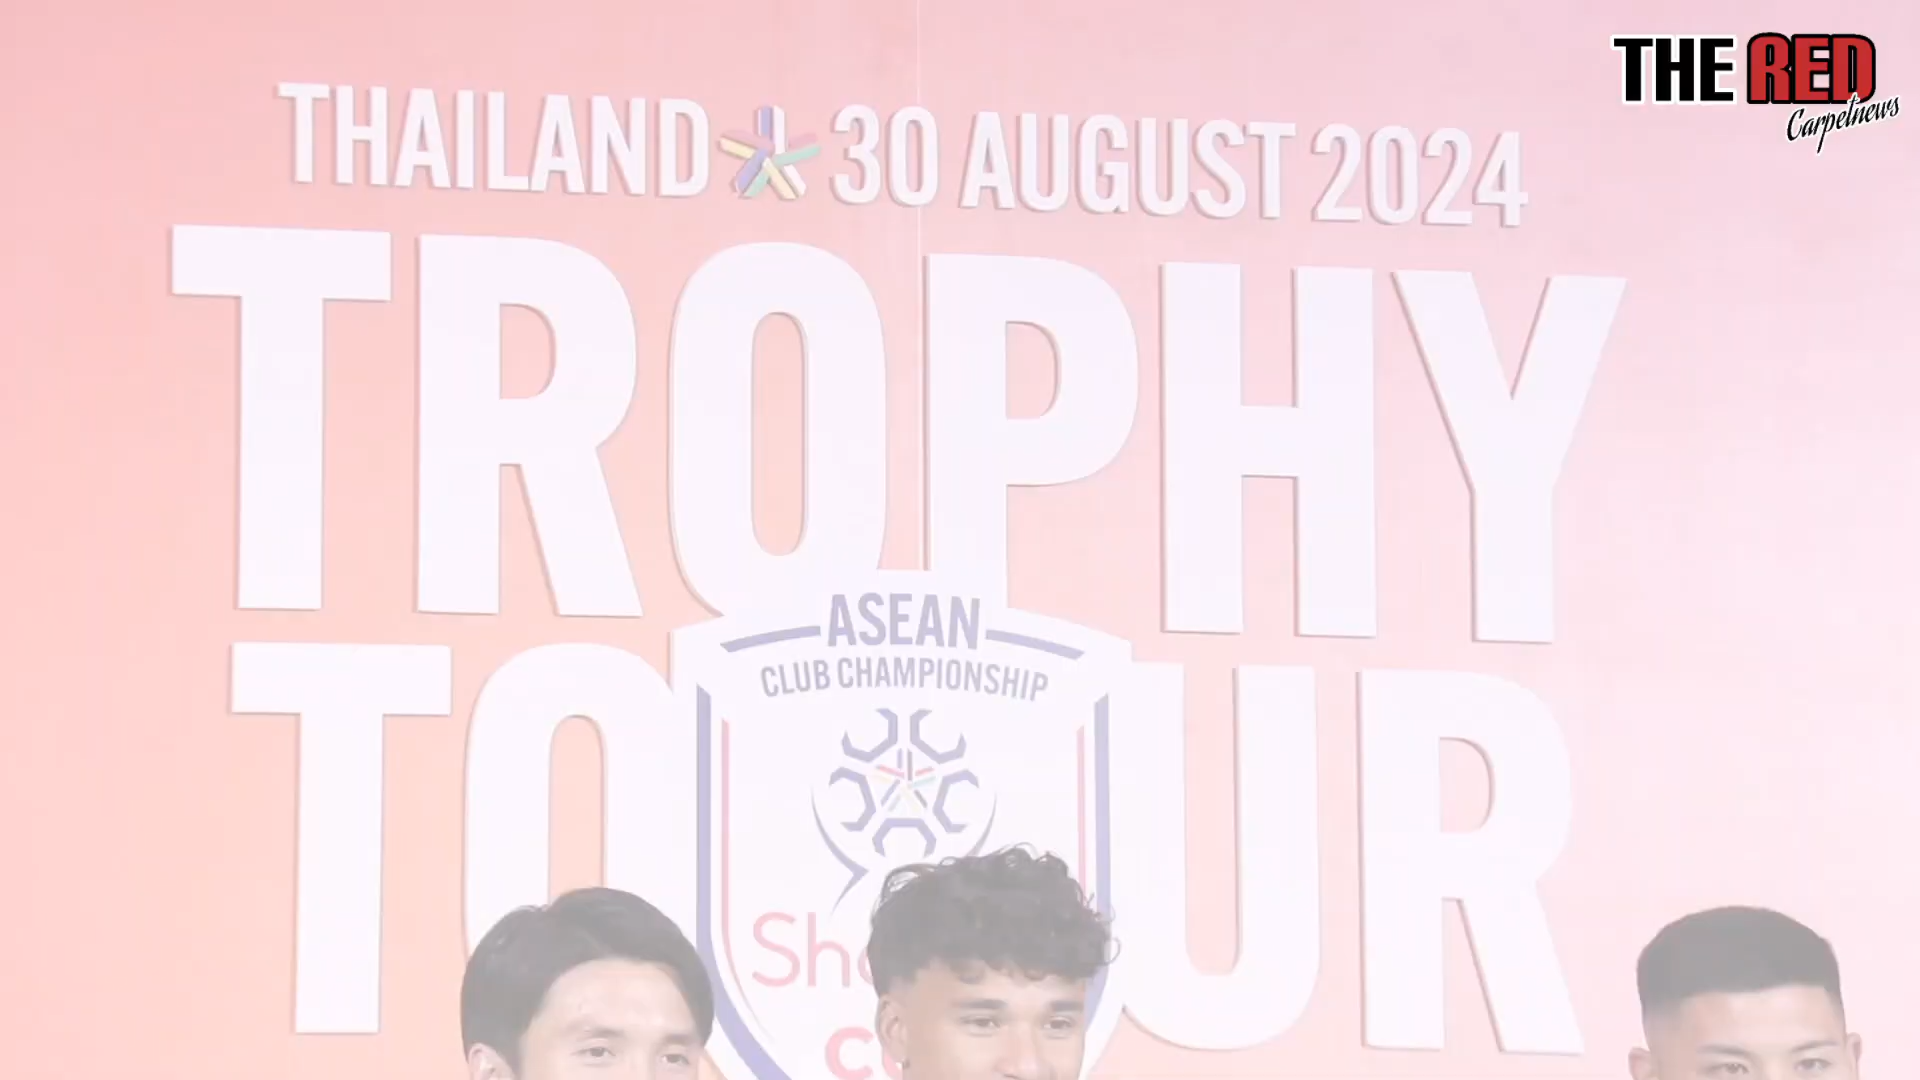 THE RED
Carpetnews
THAILAND 30 AUGUST 2024
TROPHY
TOUR
ASEAN
CLUB CHAMPIONSHIP